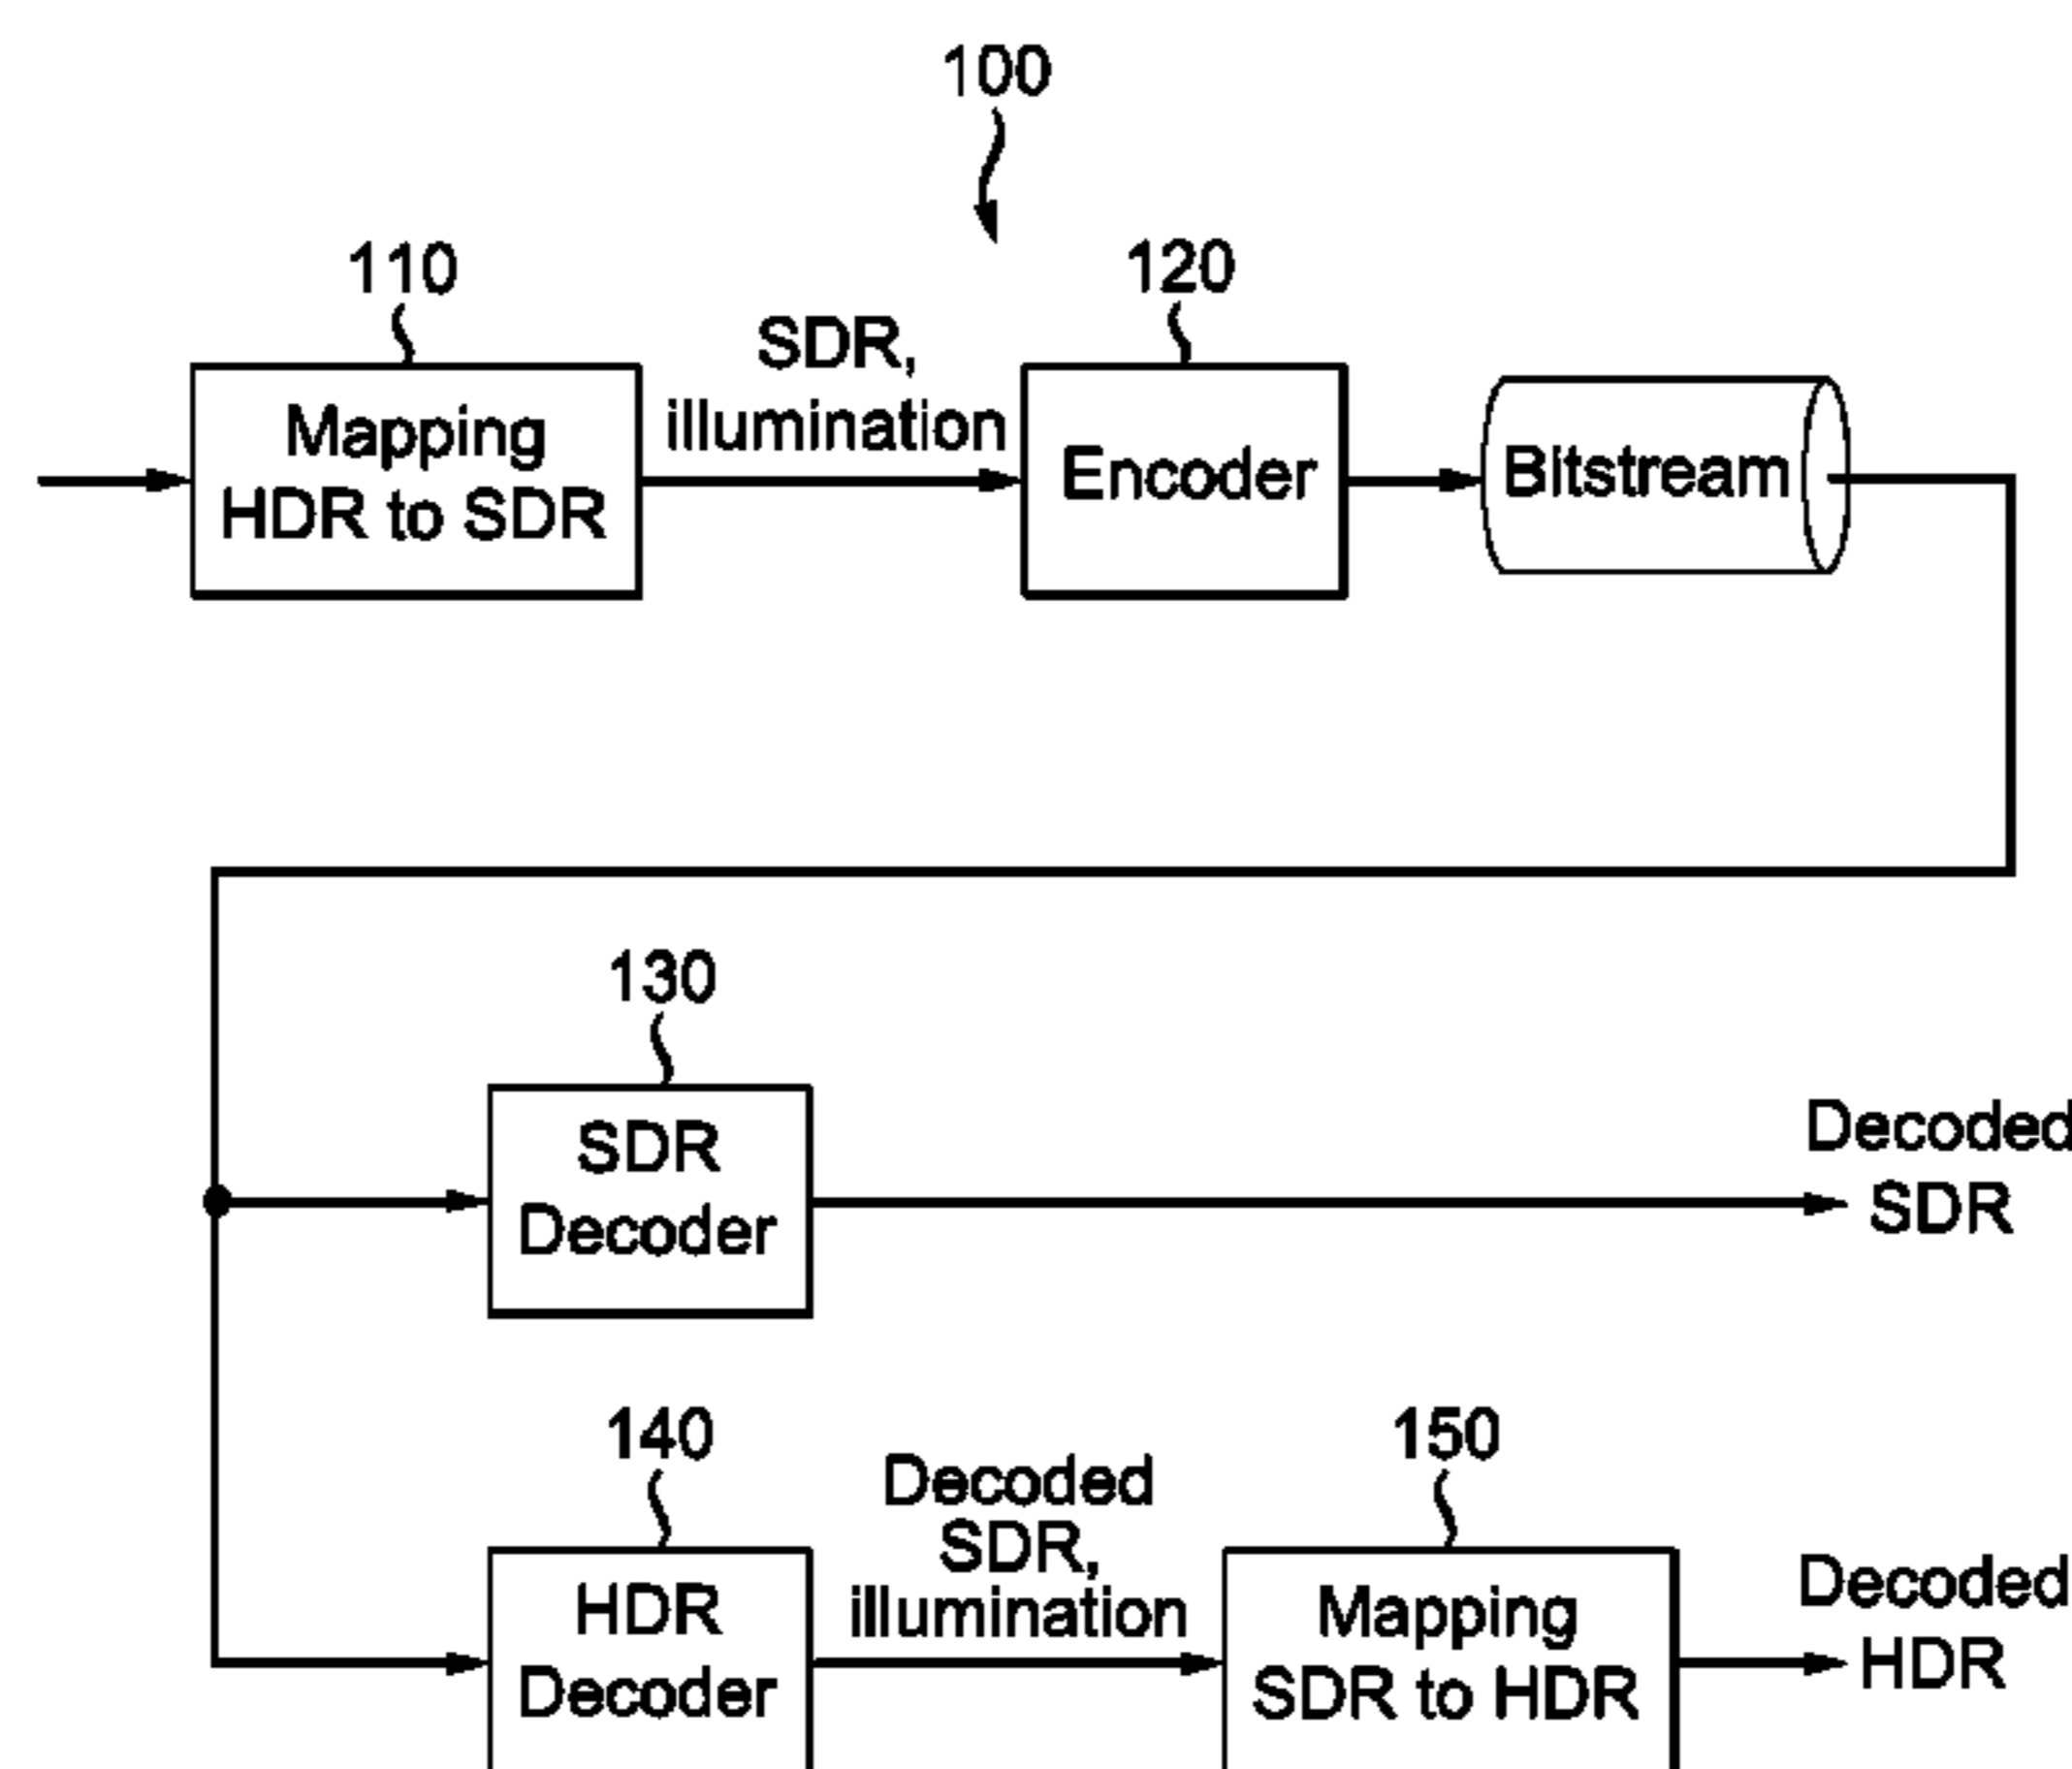 100
110
120
SDR,
illumination
Mapping
HDR to SDR
Encoder
Bitstream
130
SDR
Decoder
Decoded
SDR
140
150
Decoded
SDR,
illumination
HDR
Decoder
Mapping
SDR to HDR
Decoded
HDR